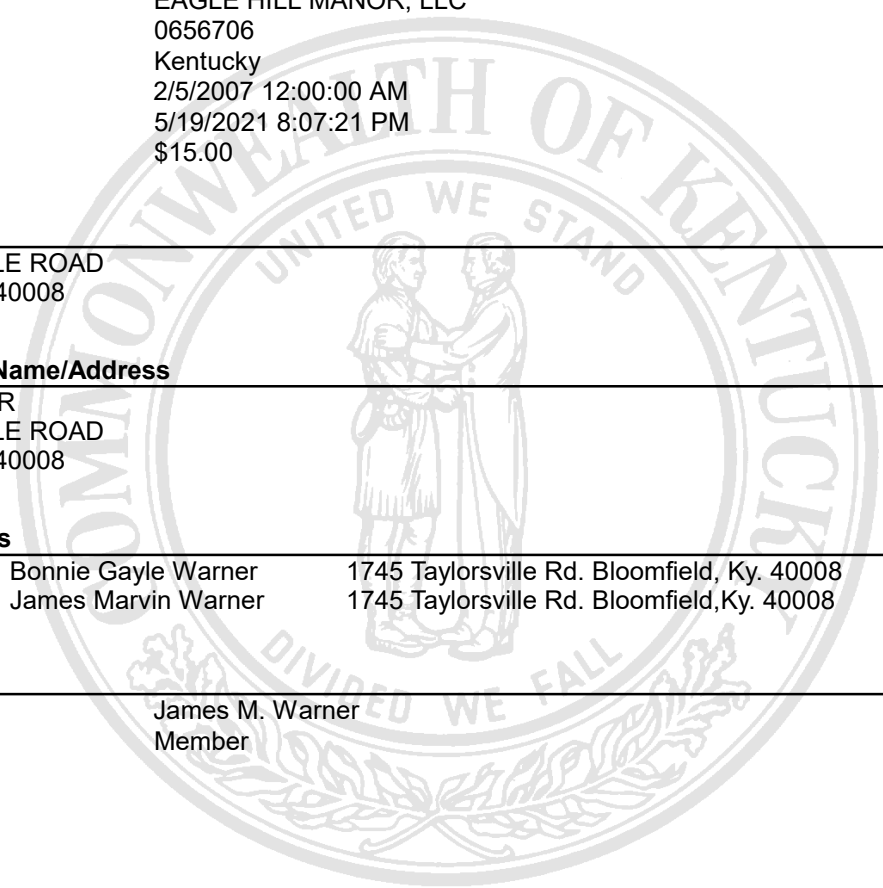 EAGLE HILL MANOR, LLC
0656706
Kentucky
2/5/2007 12:00:00 AM
5/19/2021 8:07:21 PM
$15.00
LE ROAD
40008
Name/Address
R
LE ROAD
40008
s
Bonnie Gayle Warner 1745 Taylorsville Rd. Bloomfield, Ky. 40008
James Marvin Warner 1745 Taylorsville Rd. Bloomfield,Ky. 40008
James M. Warner
Member
COMMONWEALTH OF KENTUCKY
UNITED WE STAND
DIVIDED WE FALL